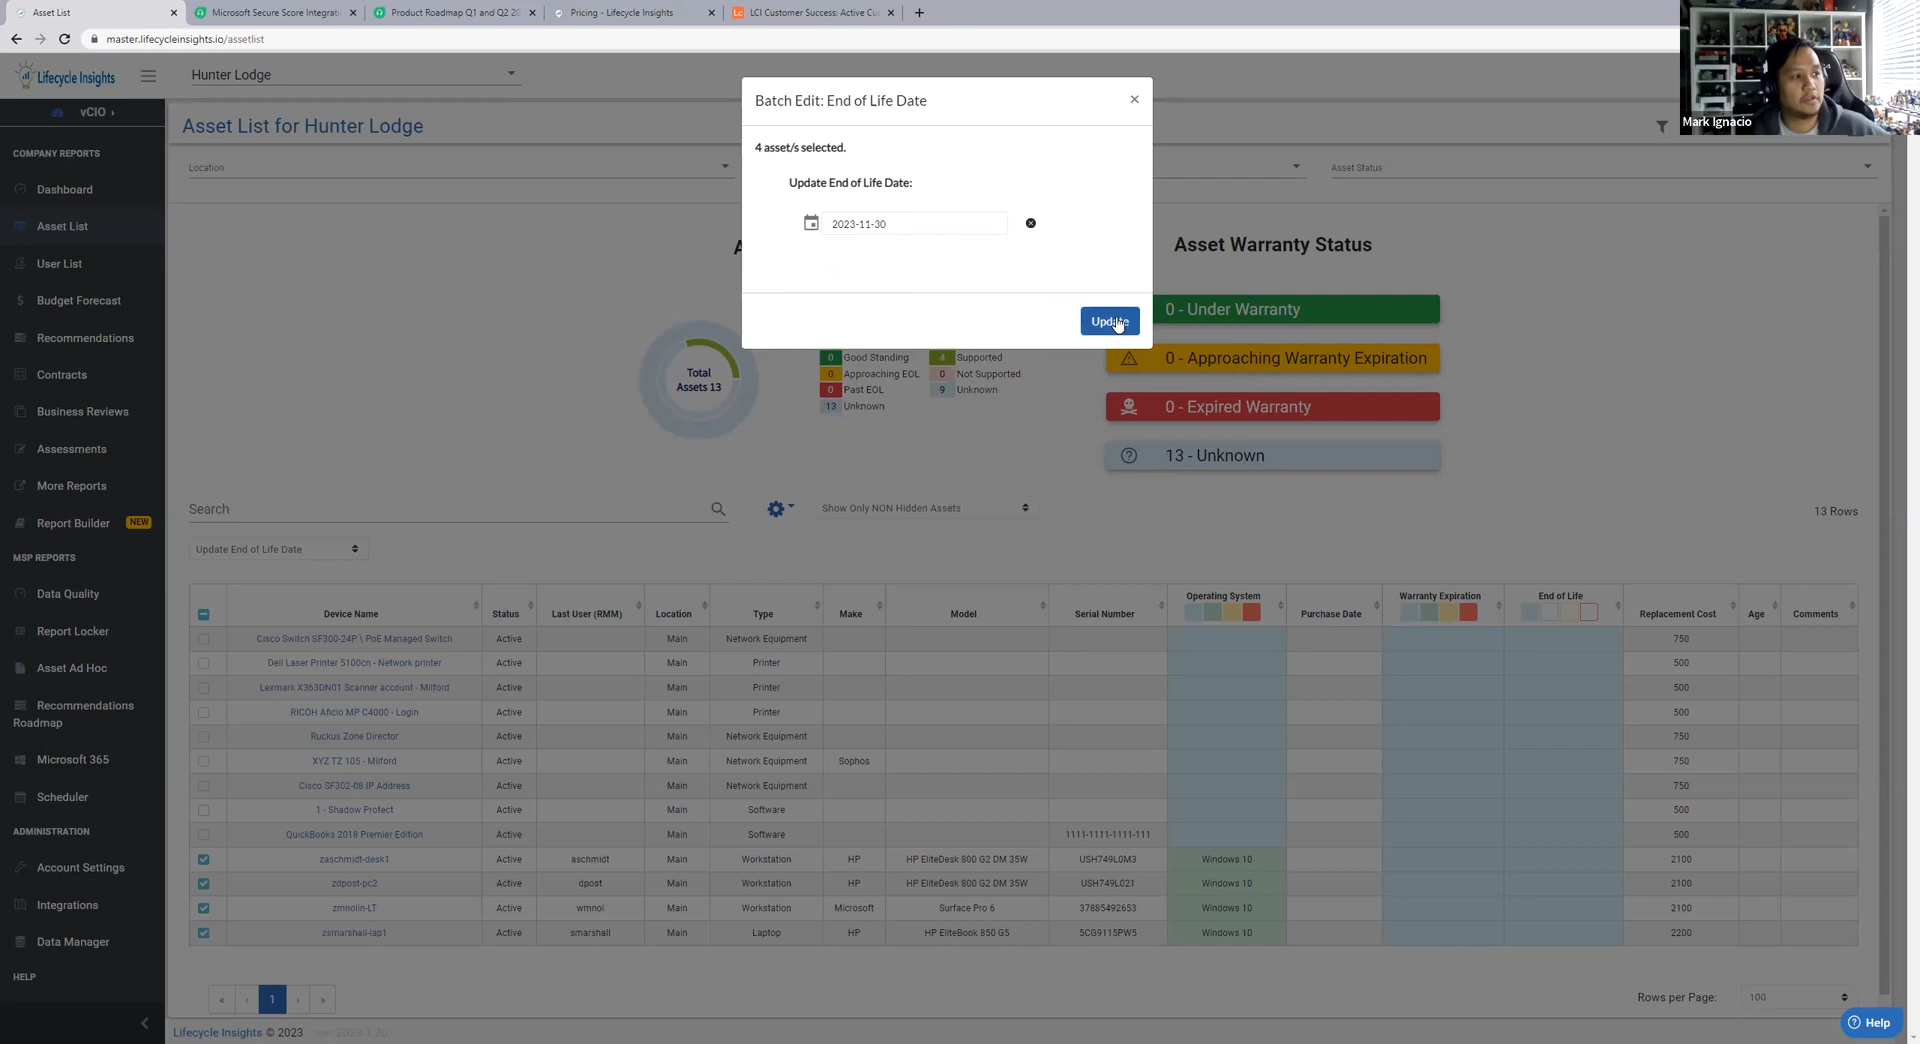 Asset List
Microsoft Secure Score Integrati
Product Roadmap Q1 and Q2 20
Pricing - Lifecycle Insights
LCI Customer Success: Active Cu
master.lifecycleinsights.io/assetlist
Lifecycle Insights
Hunter Lodge
Mark Ignacio
vCIO
COMPANY REPORTS
Dashboard
Asset List
User List
Budget Forecast
Recommendations
Contracts
Business Reviews
Assessments
More Reports
Report Builder NEW
MSP REPORTS
Data Quality
Report Locker
Asset Ad Hoc
Recommendations
Roadmap
Microsoft 365
Scheduler
ADMINISTRATION
Account Settings
Integrations
Data Manager
HELP
Asset List for Hunter Lodge
Location
Asset Status
Batch Edit: End of Life Date
4 asset/s selected.
Update End of Life Date:
2023-11-30
Update
Total
Assets 13
0 Good Standing 4 Supported
0 Approaching EOL 0 Not Supported
0 Past EOL 9 Unknown
13 Unknown
Asset Warranty Status
0 - Under Warranty
0 - Approaching Warranty Expiration
0 - Expired Warranty
13 - Unknown
Search
Show Only NON Hidden Assets
13 Rows
Update End of Life Date
Device Name Status Last User (RMM) Location Type Make Model Serial Number Operating System Purchase Date Warranty Expiration End of Life Replacement Cost Age Comments
Cisco Switch SF300-24P \ PoE Managed Switch Active Main Network Equipment 750
Dell Laser Printer 5100cn - Network printer Active Main Printer 500
Lexmark X363DN01 Scanner account - Milford Active Main Printer 500
RICOH Aficio MP C4000 - Login Active Main Printer 500
Ruckus Zone Director Active Main Network Equipment 750
XYZ TZ 105 - Milford Active Main Network Equipment Sophos 750
Cisco SF302-08 IP Address Active Main Network Equipment 750
1 - Shadow Protect Active Main Software 500
QuickBooks 2018 Premier Edition Active Main Software 1111-1111-1111-111 500
zaschmidt-desk1 Active aschmidt Main Workstation HP HP EliteDesk 800 G2 DM 35W USH749L0M3 Windows 10 2100
zdpost-pc2 Active dpost Main Workstation HP HP EliteDesk 800 G2 DM 35W USH749L021 Windows 10 2100
zmnolin-LT Active wmnol Main Workstation Microsoft Surface Pro 6 37885492653 Windows 10 2100
zsmarshall-lap1 Active smarshall Main Laptop HP HP EliteBook 850 G5 5CG9115PW5 Windows 10 2200
« ‹ 1 › »
Rows per Page: 100
Lifecycle Insights © 2023 ver:2023.1.26
Help